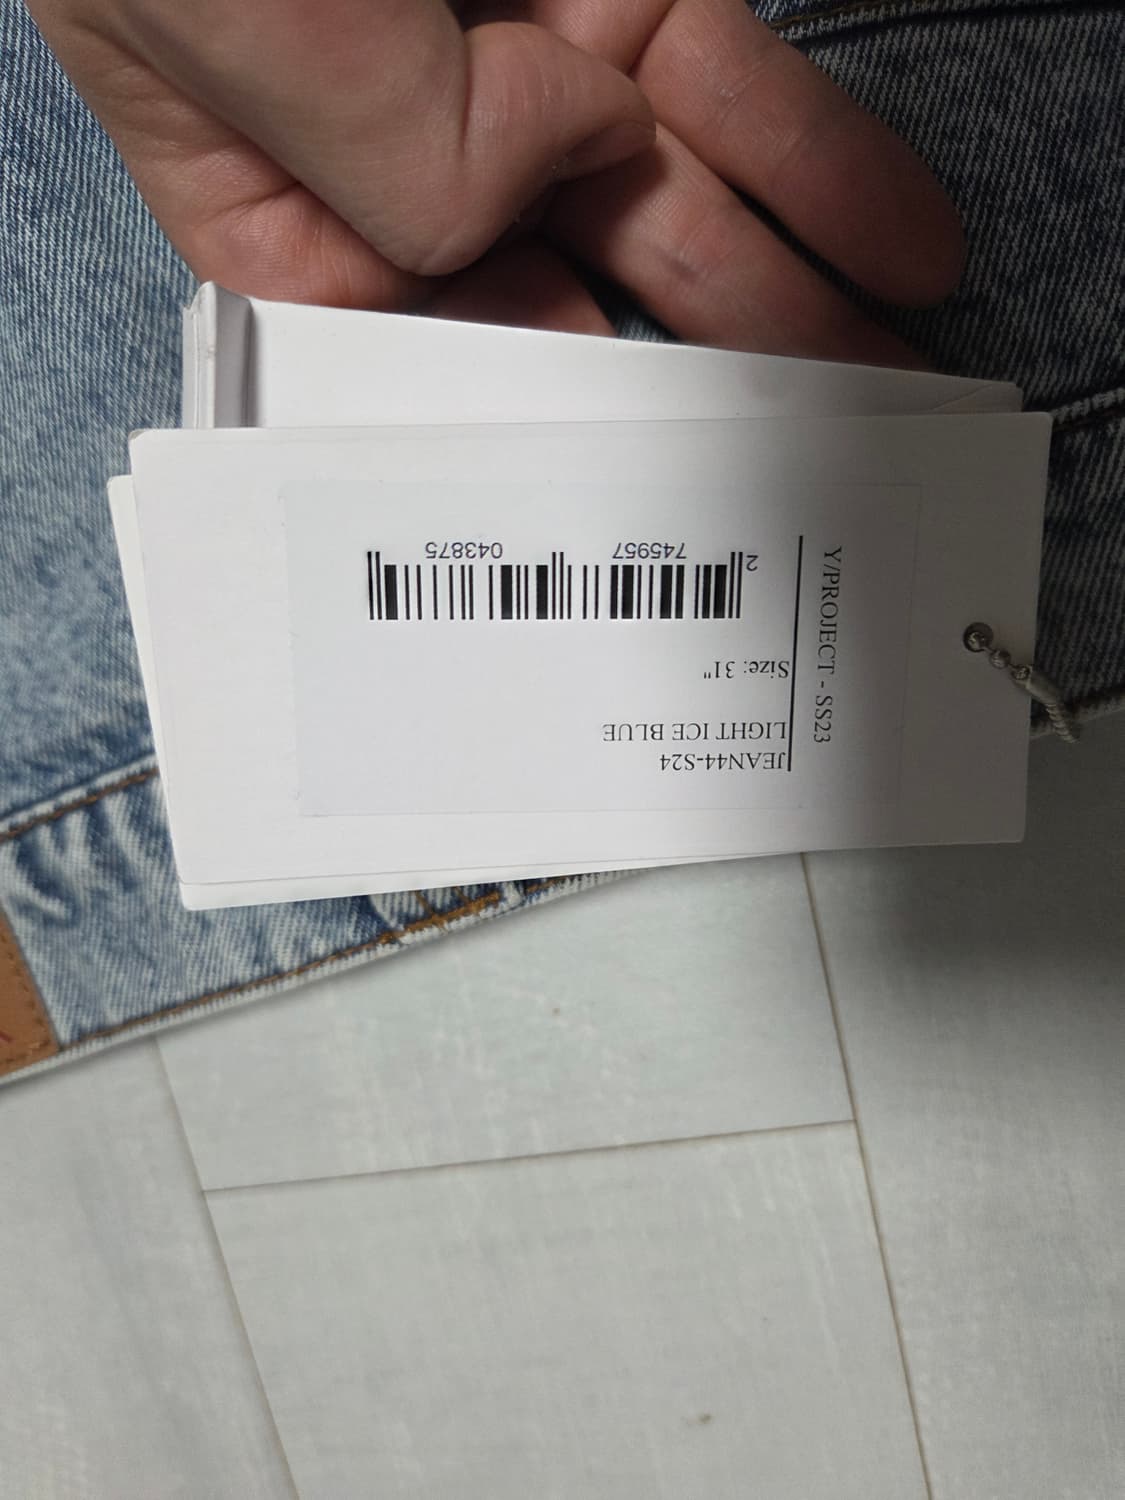 Y/PROJECT - SS23
JEAN44-S24
LIGHT ICE BLUE
Size: 31"
2 745957 043875